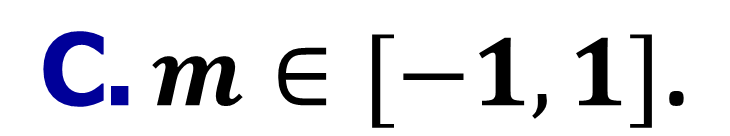 C. m ∈ [−1, 1].